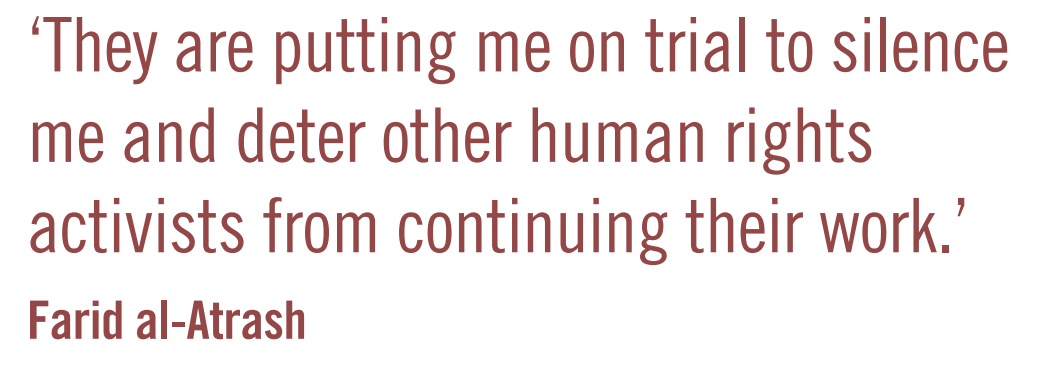 ‘They are putting me on trial to silence
me and deter other human rights
activists from continuing their work.’
Farid al-Atrash